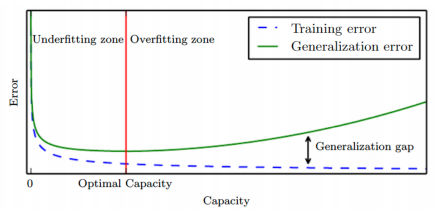 Underfitting zone Overfitting zone
Training error
Generalization error
Error
Generalization gap
0
Optimal Capacity
Capacity